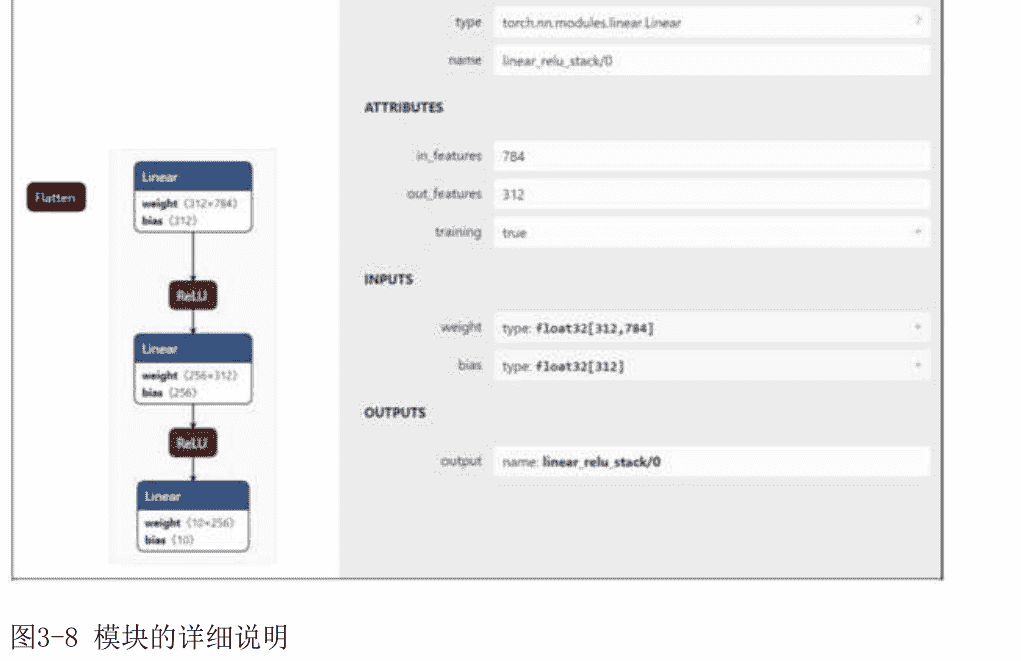 Flatten
Linear
weight ⟨312×784⟩
bias ⟨312⟩
ReLU
Linear
weight ⟨256×312⟩
bias ⟨256⟩
ReLU
Linear
weight ⟨10×256⟩
bias ⟨10⟩
type torch.nn.modules.linear.Linear ?
name linear_relu_stack/0
ATTRIBUTES
in_features 784
out_features 312
training true
INPUTS
weight type: float32[312,784] +
bias type: float32[312] +
OUTPUTS
output name: linear_relu_stack/0
图3-8 模块的详细说明